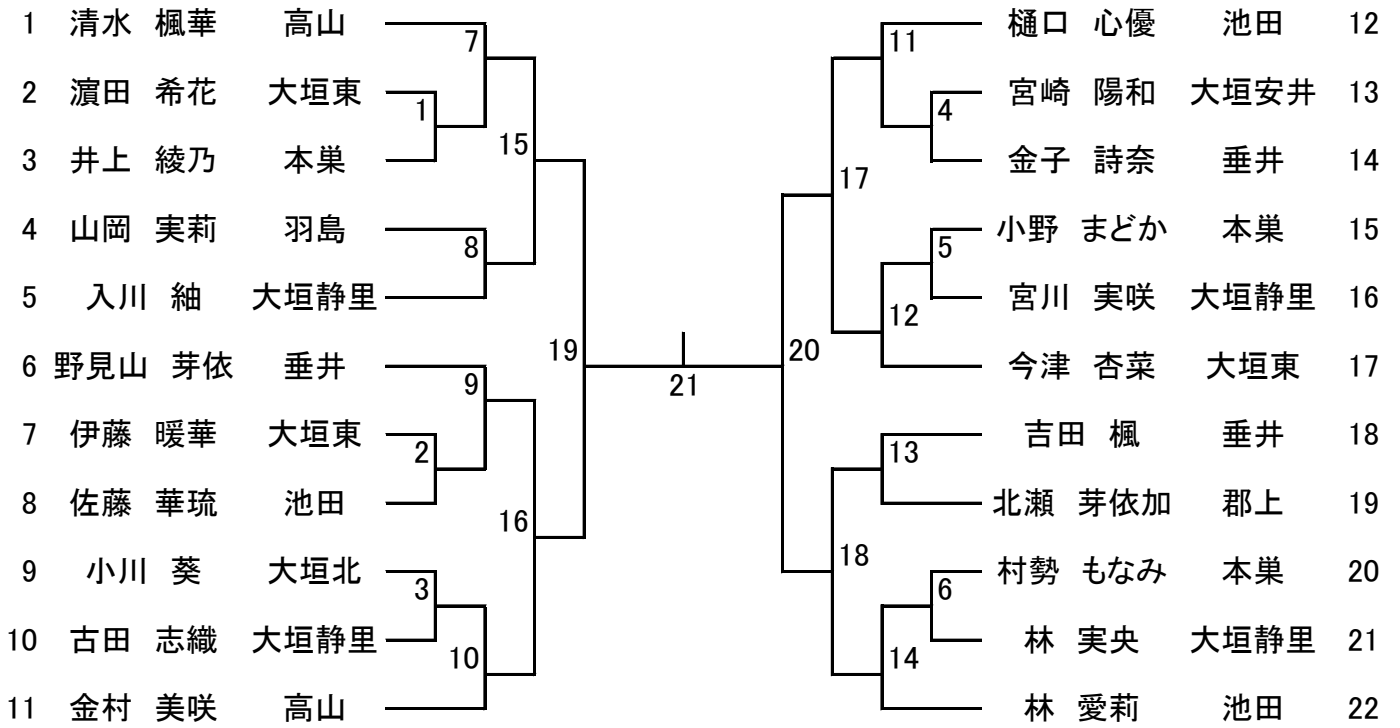 1 清水 楓華 高山 樋口 心優 池田 12
7 11
2 濵田 希花 大垣東 宮崎 陽和 大垣安井 13
1 4
3 井上 綾乃 本巣 15 金子 詩奈 垂井 14
17
4 山岡 実莉 羽島 小野 まどか 本巣 15
8 5
5 入川 紬 大垣静里 宮川 実咲 大垣静里 16
12
19 20
6 野見山 芽依 垂井 今津 杏菜 大垣東 17
9 21
7 伊藤 暖華 大垣東 吉田 楓 垂井 18
2 13
8 佐藤 華琉 池田 北瀬 芽依加 郡上 19
16
18
9 小川 葵 大垣北 村勢 もなみ 本巣 20
3 6
10 古田 志織 大垣静里 林 実央 大垣静里 21
10 14
11 金村 美咲 高山 林 愛莉 池田 22